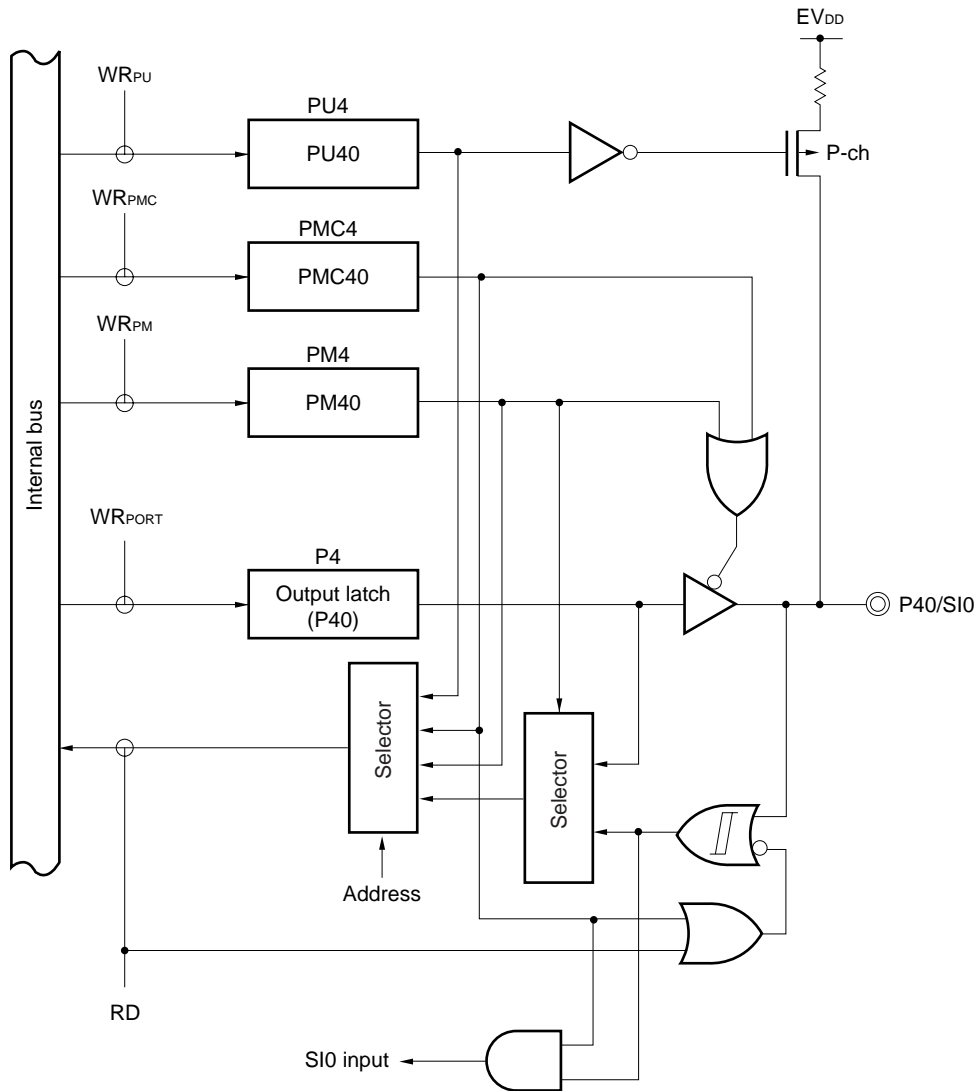 EVDD
WRPU
PU4
PU40
P-ch
WRPMC
PMC4
PMC40
WRPM
PM4
PM40
Internal bus
WRPORT
P4
Output latch
(P40)
P40/SI0
Selector
Selector
Address
RD
SI0 input